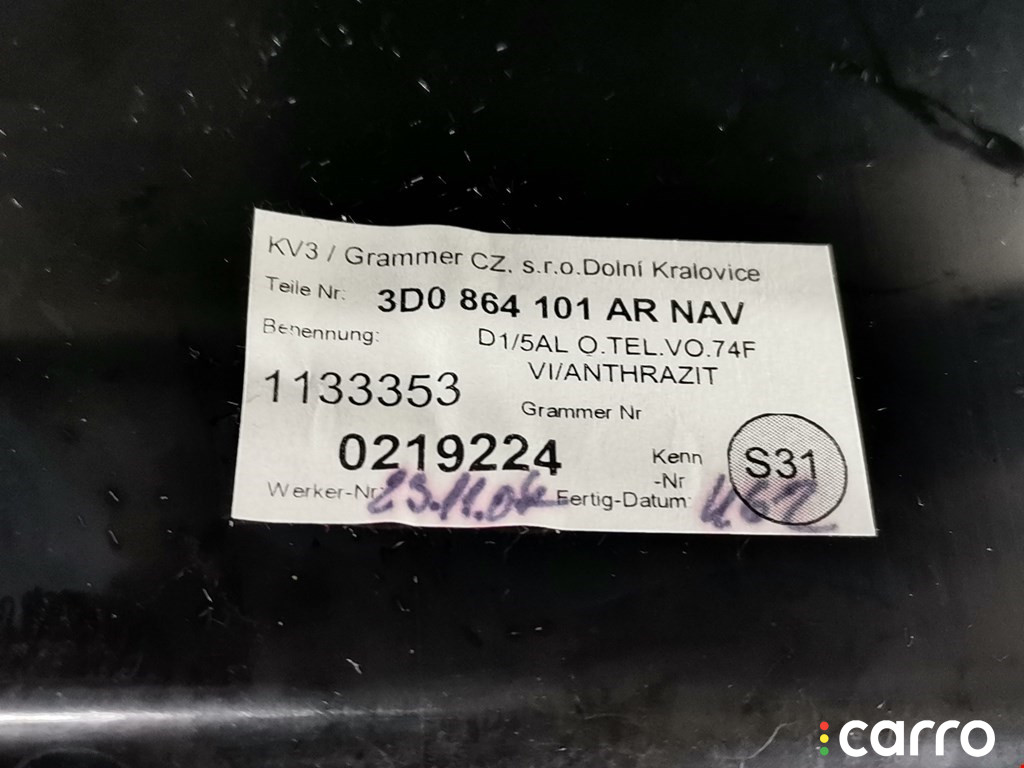 KV3 / Grammer CZ. s.r.o.Dolní Kralovice
Teile Nr: 3D0 864 101 AR NAV
Benennung: D1/5AL O.TEL.VO.74F
VI/ANTHRAZIT
1133353
Grammer Nr
0219224
Kenn
-Nr
S31
Werker-Nr: 23.11.04 Fertig-Datum:
carro